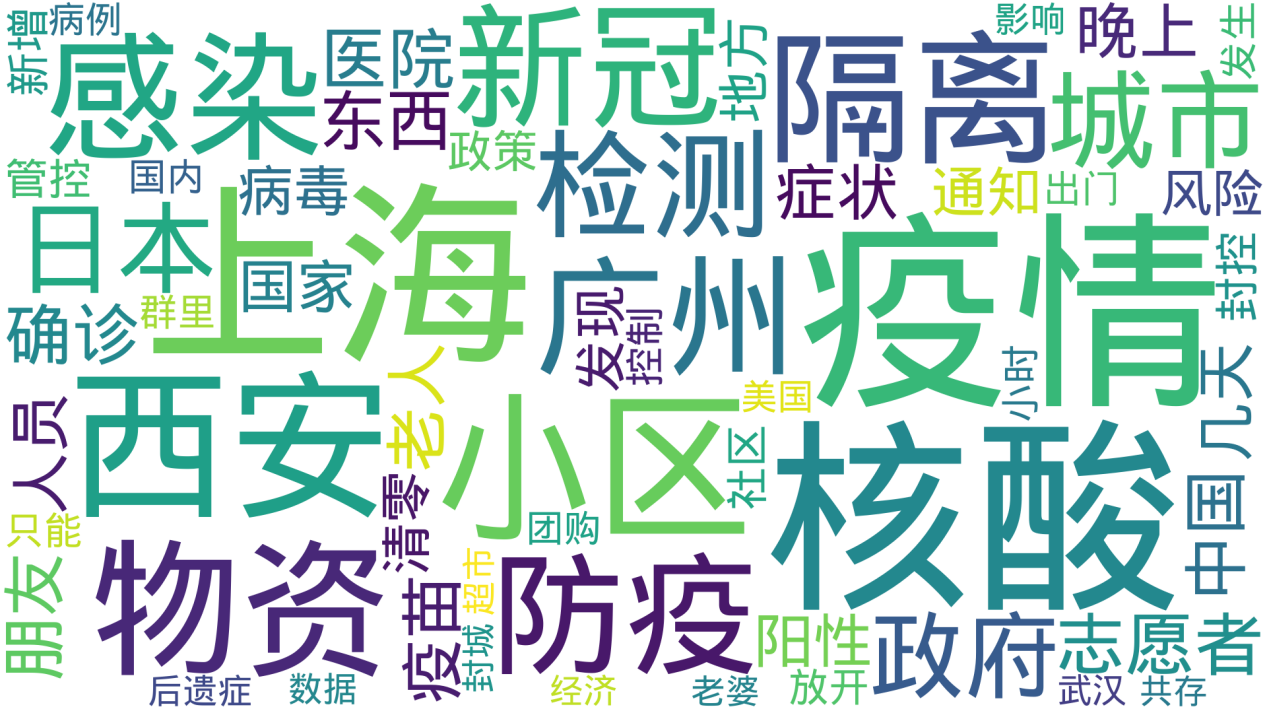 新增
病例
感染
医院
东西
新冠
地方
政策
隔离
影响
晚上
发生
城市
管控
国内
病毒
检测
症状
通知
出门
风险
日本
上海
国家
群里
确诊
广州
发现
控制
疫情
封控
西安
老人
小区
美国
社区
小时
几天
人员
清零
团购
核酸
中国
只能
朋友
物资
疫苗
超市
封城
防疫
阳性
政府
志愿者
后遗症
数据
经济
老婆
放开
武汉
共存